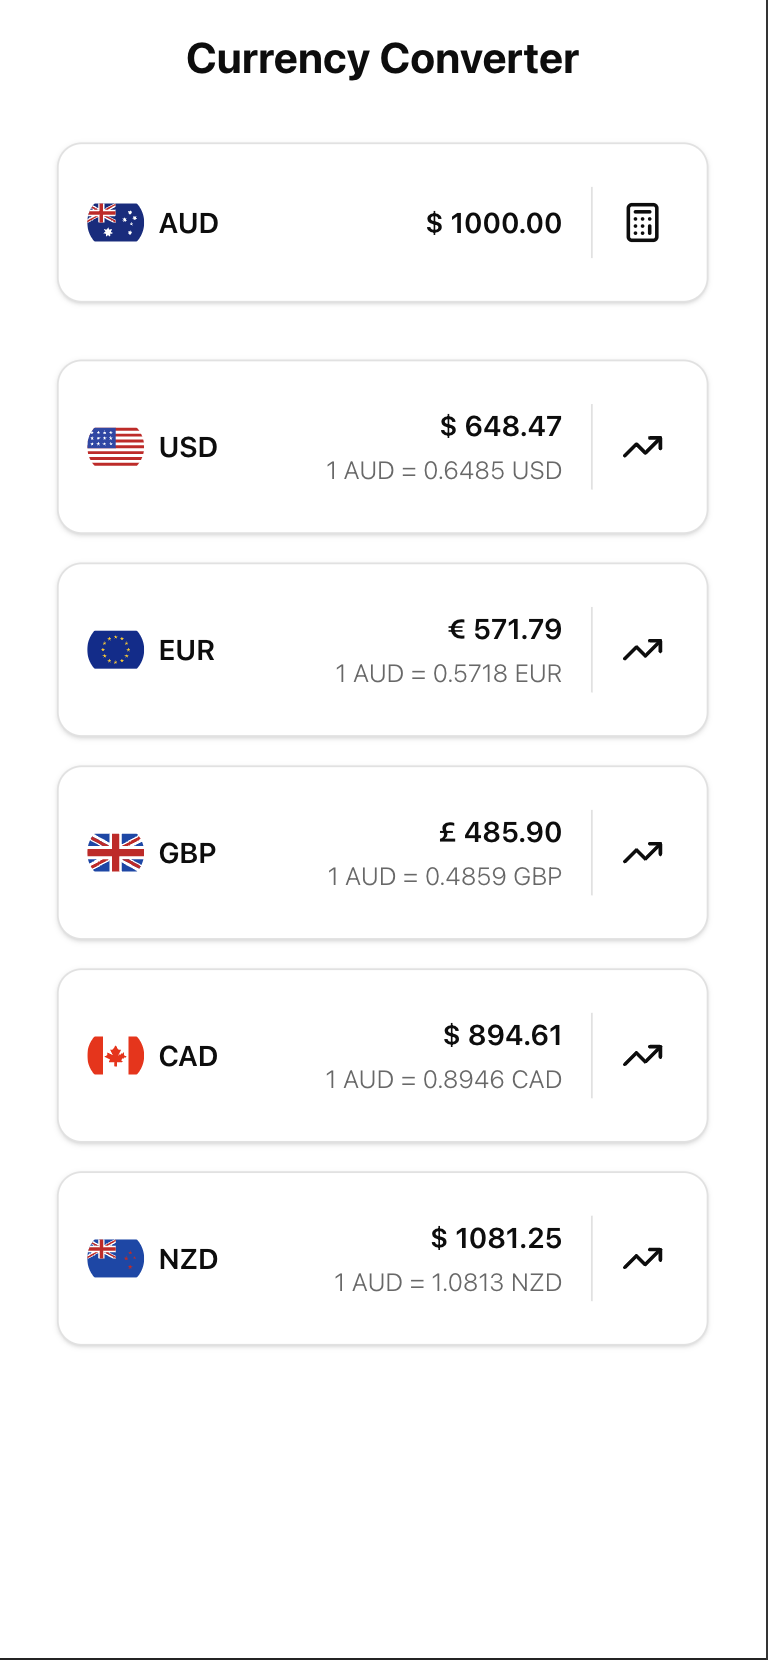 Currency Converter
AUD
$ 1000.00
USD
$ 648.47
1 AUD = 0.6485 USD
EUR
€ 571.79
1 AUD = 0.5718 EUR
GBP
£ 485.90
1 AUD = 0.4859 GBP
CAD
$ 894.61
1 AUD = 0.8946 CAD
NZD
$ 1081.25
1 AUD = 1.0813 NZD